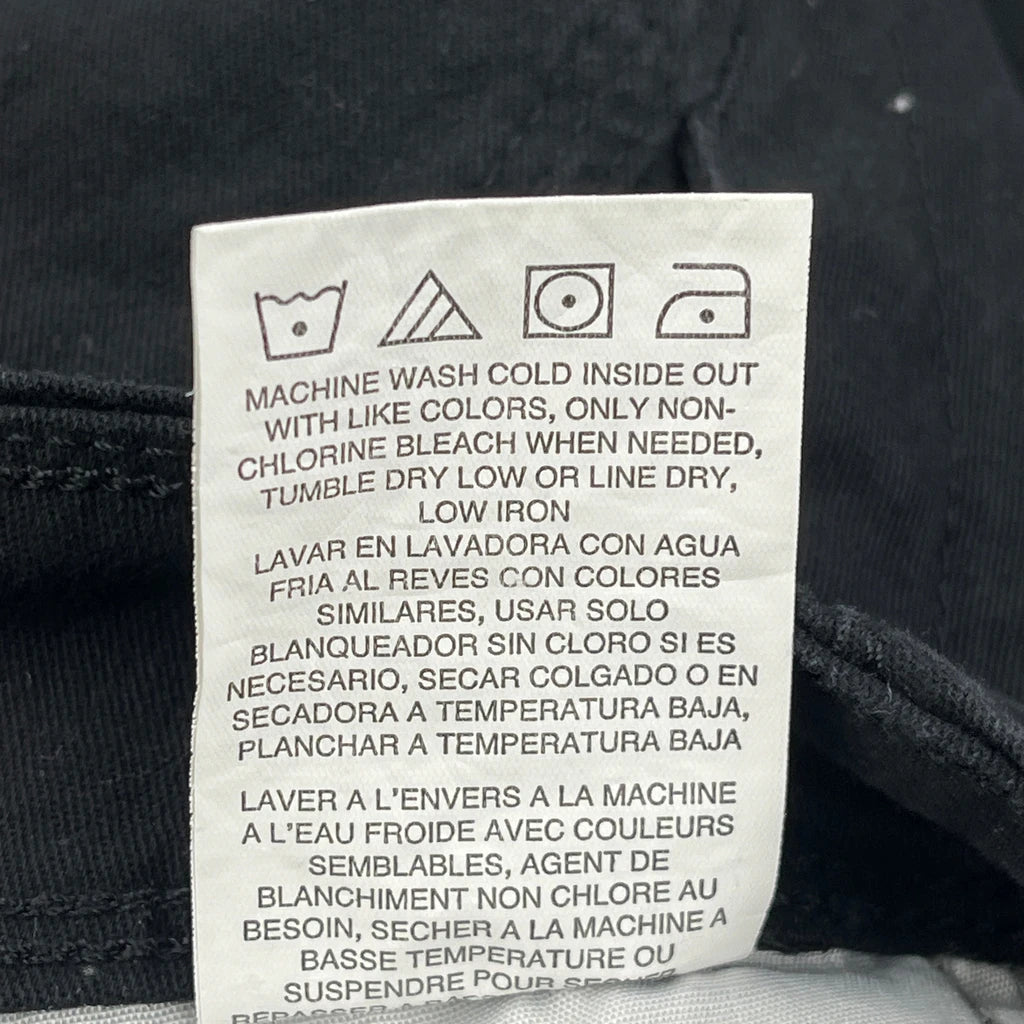 MACHINE WASH COLD INSIDE OUT
WITH LIKE COLORS, ONLY NON-
CHLORINE BLEACH WHEN NEEDED,
TUMBLE DRY LOW OR LINE DRY,
LOW IRON
LAVAR EN LAVADORA CON AGUA
FRIA AL REVES CON COLORES
SIMILARES, USAR SOLO
BLANQUEADOR SIN CLORO SI ES
NECESARIO, SECAR COLGADO O EN
SECADORA A TEMPERATURA BAJA,
PLANCHAR A TEMPERATURA BAJA
LAVER A L'ENVERS A LA MACHINE
A L'EAU FROIDE AVEC COULEURS
SEMBLABLES, AGENT DE
BLANCHIMENT NON CHLORE AU
BESOIN, SECHER A LA MACHINE A
BASSE TEMPERATURE OU
SUSPENDRE POUR SECHER
REPASSER A